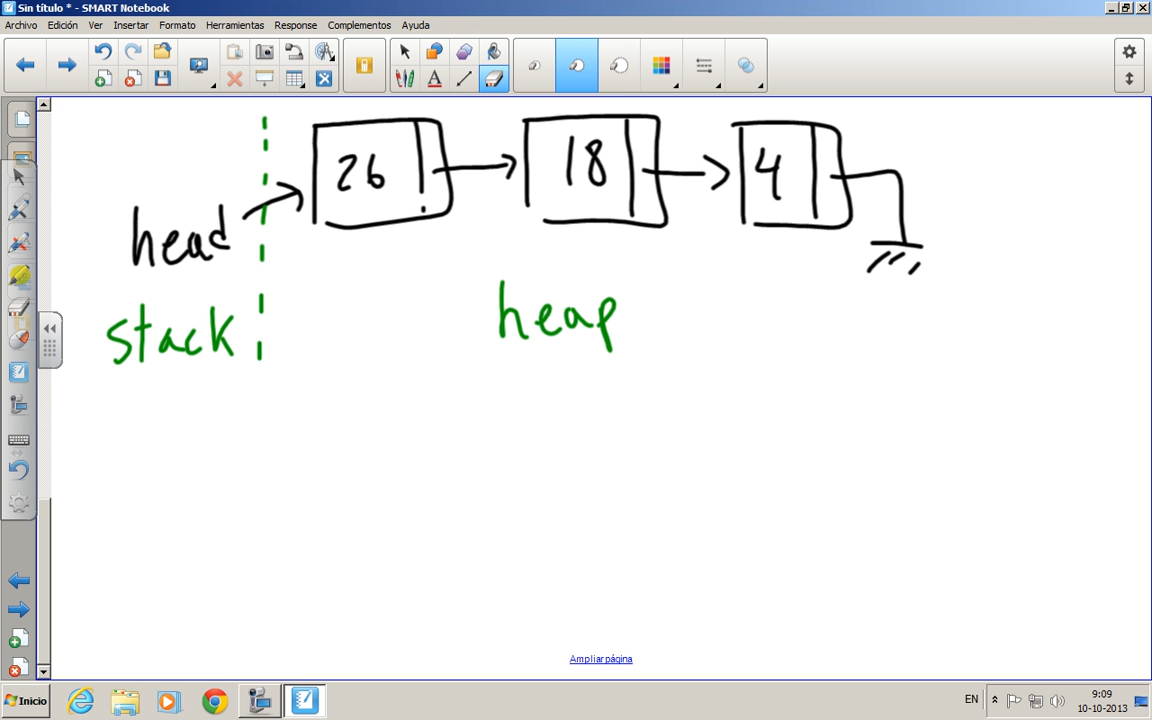 Sin título * - SMART Notebook
Archivo Edición Ver Insertar Formato Herramientas Response Complementos Ayuda
26 18 4
head
stack heap
Ampliar página
Inicio EN 9:09
10-10-2013